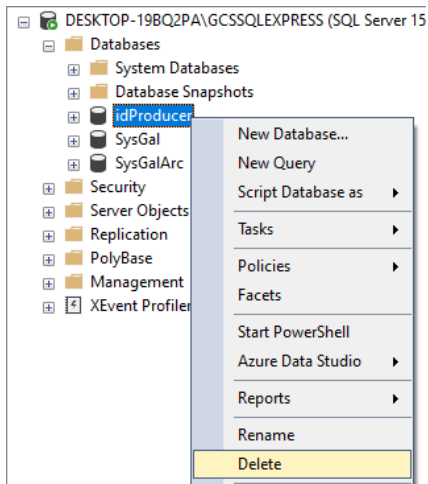 DESKTOP-19BQ2PA\GCSSQLEXPRESS (SQL Server 15
Databases
System Databases
Database Snapshots
idProducer
SysGal
SysGalArc
Security
Server Objects
Replication
PolyBase
Management
XEvent Profiler
New Database...
New Query
Script Database as
Tasks
Policies
Facets
Start PowerShell
Azure Data Studio
Reports
Rename
Delete